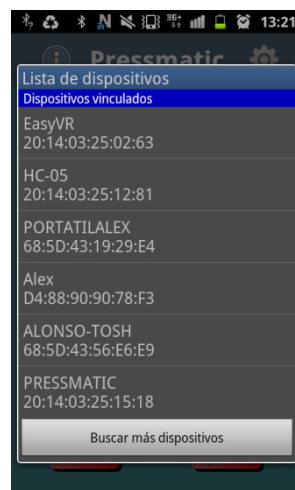 13:21
Pressmatic
Lista de dispositivos
Dispositivos vinculados
EasyVR
20:14:03:25:02:63
HC-05
20:14:03:25:12:81
PORTATILALEX
68:5D:43:19:29:E4
Alex
D4:88:90:90:78:F3
ALONSO-TOSH
68:5D:43:56:E6:E9
PRESSMATIC
20:14:03:25:15:18
Buscar más dispositivos